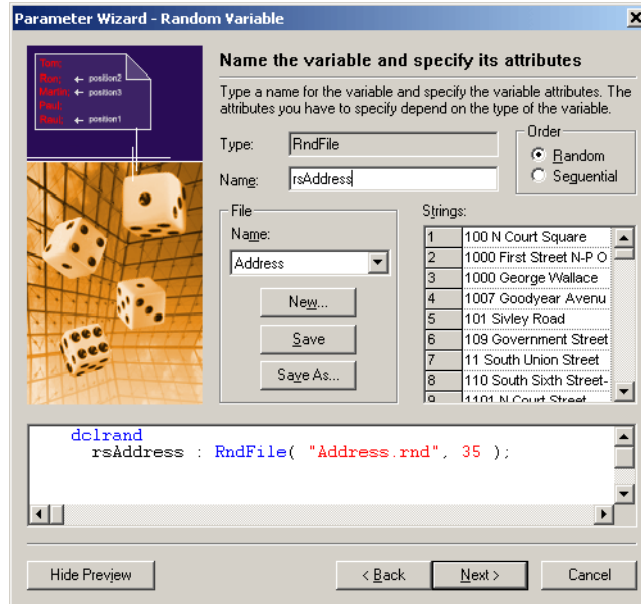 Parameter Wizard - Random Variable
Tom;
Ron; ← position2
Martin; ← position3
Paul;
Raul; ← position1
Name the variable and specify its attributes
Type a name for the variable and specify the variable attributes. The
attributes you have to specify depend on the type of the variable.
Type: RndFile
Name: rsAddress
Order
Random
Sequential
File
Name:
Address
New...
Save
Save As...
Strings:
1 100 N Court Square
2 1000 First Street N-P O
3 1000 George Wallace
4 1007 Goodyear Avenu
5 101 Sivley Road
6 109 Government Street
7 11 South Union Street
8 110 South Sixth Street-
9 1101 N Court Street
dclrand
rsAddress : RndFile( "Address.rnd", 35 );
Hide Preview
< Back
Next >
Cancel